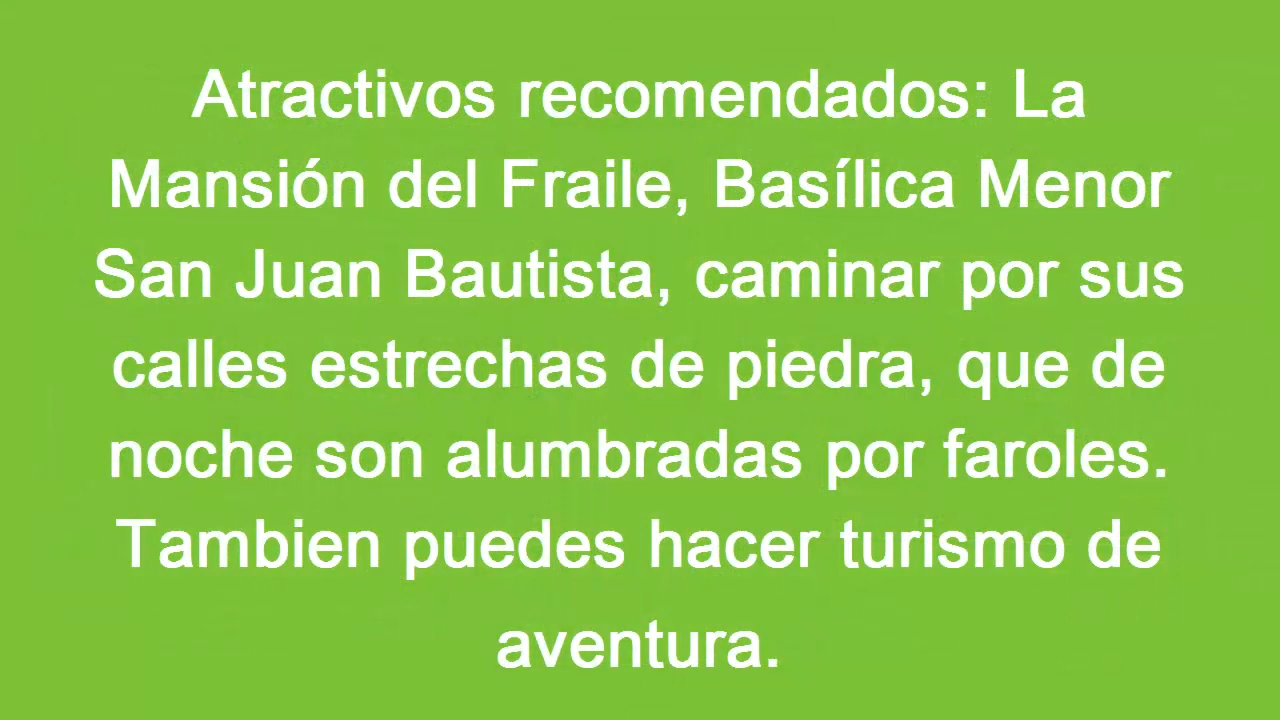 Atractivos recomendados: La
Mansión del Fraile, Basílica Menor
San Juan Bautista, caminar por sus
calles estrechas de piedra, que de
noche son alumbradas por faroles.
Tambien puedes hacer turismo de
aventura.